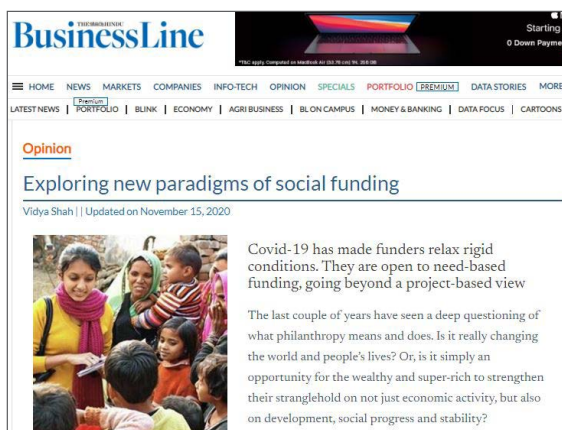 THE HINDU
BusinessLine
Starting
0 Down Payme
*T&C apply. Computed on MacBook Air (33.78 cm) 1N, 256 GB
HOME NEWS MARKETS COMPANIES INFO-TECH OPINION SPECIALS PORTFOLIO PREMIUM DATA STORIES MORE
Premium
LATEST NEWS | PORTFOLIO | BLINK | ECONOMY | AGRI BUSINESS | BL ON CAMPUS | MONEY & BANKING | DATA FOCUS | CARTOONS
Opinion
Exploring new paradigms of social funding
Vidya Shah | | Updated on November 15, 2020
Covid-19 has made funders relax rigid
conditions. They are open to need-based
funding, going beyond a project-based view
The last couple of years have seen a deep questioning of
what philanthropy means and does. Is it really changing
the world and people's lives? Or, is it simply an
opportunity for the wealthy and super-rich to strengthen
their stranglehold on not just economic activity, but also
on development, social progress and stability?